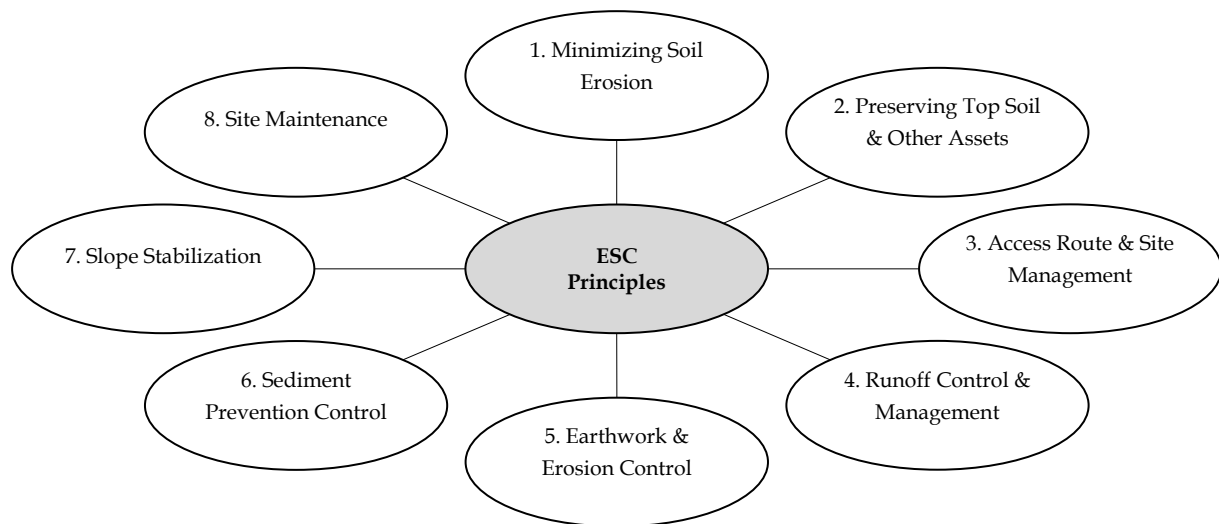 1. Minimizing Soil
Erosion
2. Preserving Top Soil
& Other Assets
3. Access Route & Site
Management
4. Runoff Control &
Management
5. Earthwork &
Erosion Control
6. Sediment
Prevention Control
7. Slope Stabilization
8. Site Maintenance
ESC
Principles